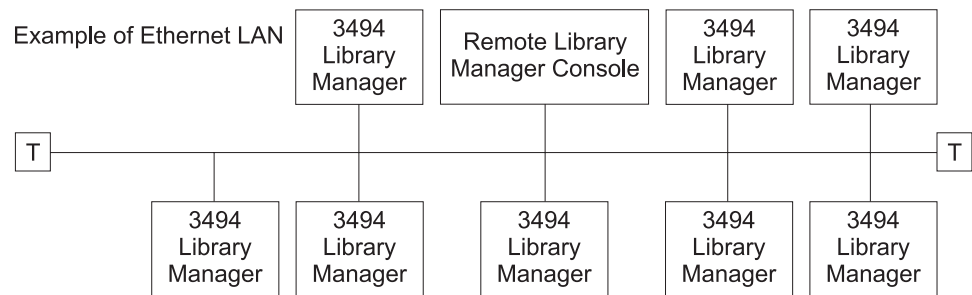 Example of Ethernet LAN
3494
Library
Manager
Remote Library
Manager Console
3494
Library
Manager
3494
Library
Manager
T
T
3494
Library
Manager
3494
Library
Manager
3494
Library
Manager
3494
Library
Manager
3494
Library
Manager